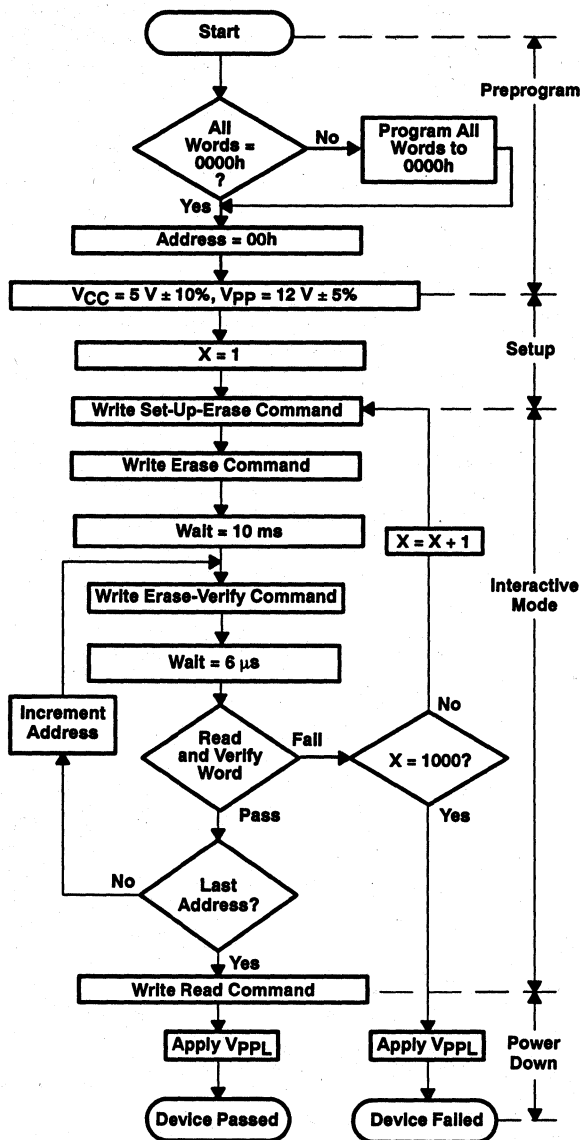 Start
Preprogram
All
Words =
0000h
?
No
Program All
Words to
0000h
Yes
Address = 00h
VCC = 5 V ± 10%, VPP = 12 V ± 5%
X = 1
Setup
Write Set-Up-Erase Command
Write Erase Command
Wait = 10 ms
X = X + 1
Interactive
Mode
Write Erase-Verify Command
Wait = 6 µs
Increment
Address
Read
and Verify
Word
Fail
No
X = 1000?
Pass
Yes
No
Last
Address?
Yes
Write Read Command
Apply VPPL
Apply VPPL
Power
Down
Device Passed
Device Failed